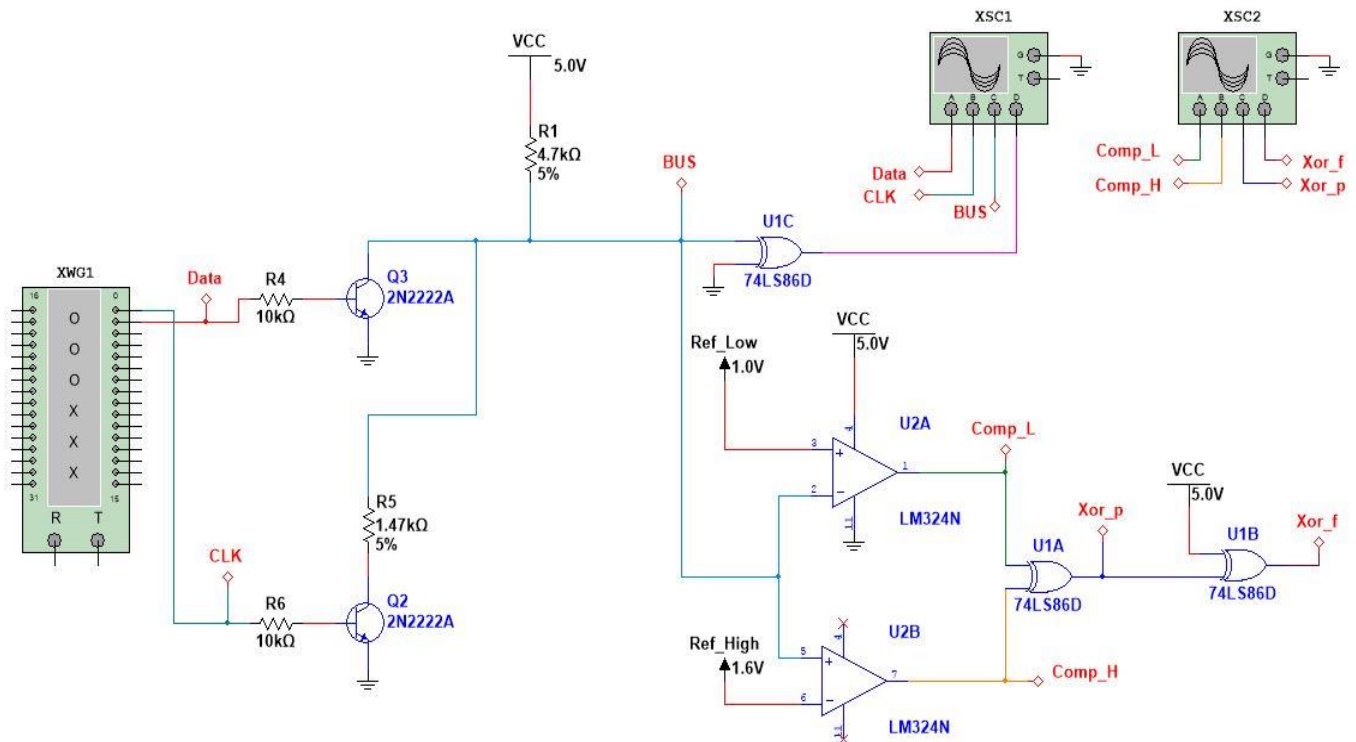 XSC1
G
T
A B C D
XSC2
G
T
A B C D
VCC
5.0V
R1
4.7kΩ
5%
BUS
Data
CLK
BUS
Comp_L
Comp_H
Xor_f
Xor_p
U1C
74LS86D
XWG1
16
0
O
O
O
X
X
X
31
15
R T
Data
R4
10kΩ
Q3
2N2222A
Ref_Low
1.0V
VCC
5.0V
U2A
4
3
+
2
−
1
11
LM324N
Comp_L
R5
1.47kΩ
5%
CLK
R6
10kΩ
Q2
2N2222A
Xor_p
U1A
74LS86D
VCC
5.0V
U1B
74LS86D
Xor_f
Ref_High
1.6V
U2B
4
5
+
6
−
7
11
LM324N
Comp_H